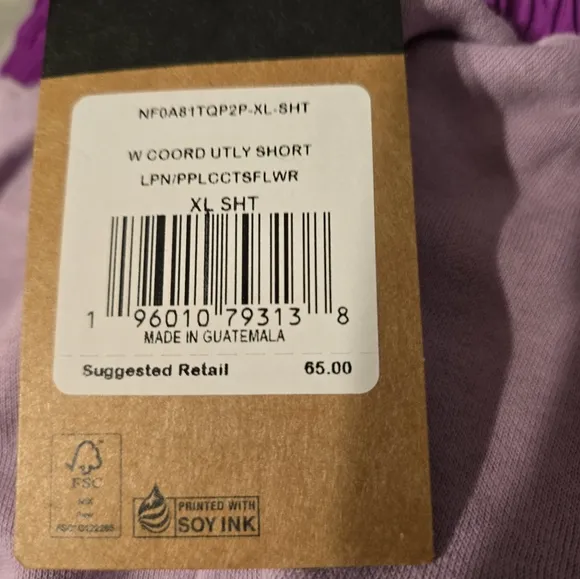 NF0A81TQP2P-XL-SHT
W COORD UTLY SHORT
LPN/PPLCCTSFLWR
XL SHT
1 96010 79313 8
MADE IN GUATEMALA
Suggested Retail 65.00
FSC
PRINTED WITH
SOY INK